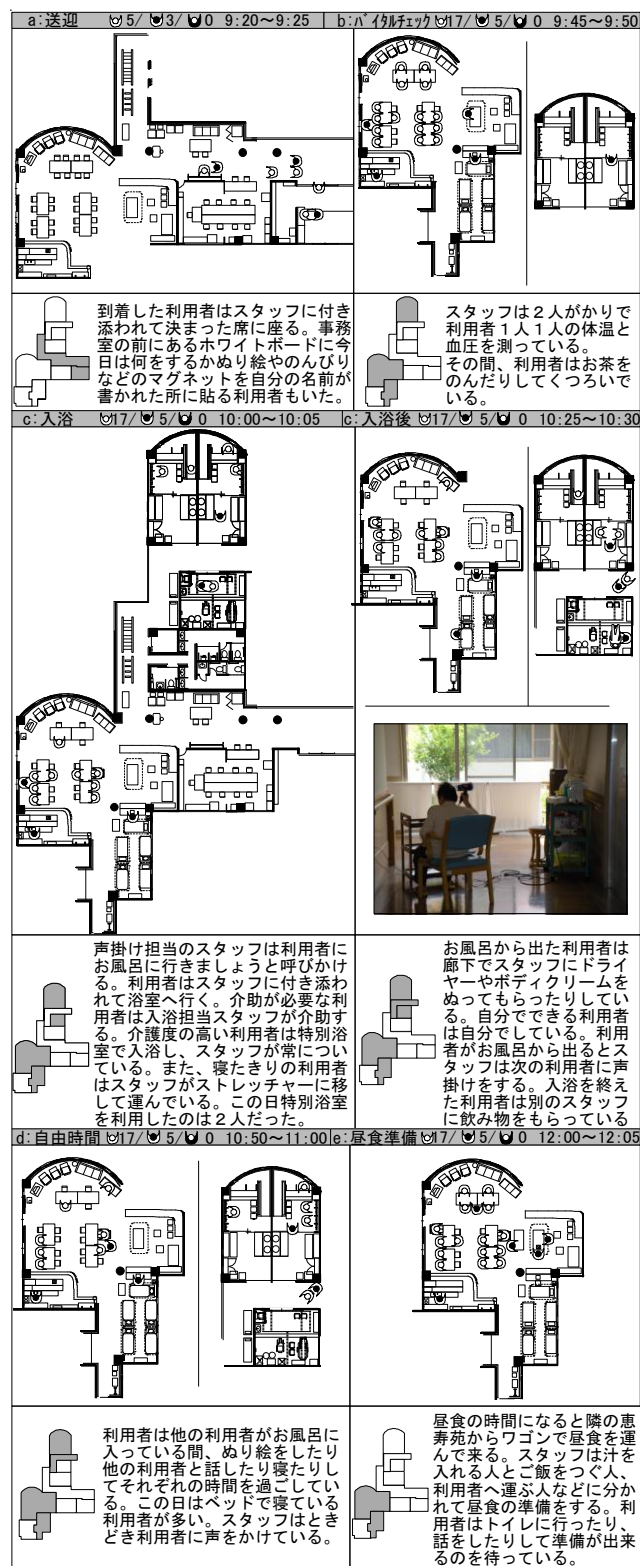 a:送迎 5/ 3/ 0 9:20～9:25
b:バイタルチェック 17/ 5/ 0 9:45～9:50
到着した利用者はスタッフに付き
添われて決まった席に座る。事務
室の前にあるホワイトボードに今
日は何をするかぬり絵やのんびり
などのマグネットを自分の名前が
書かれた所に貼る利用者もいた。
スタッフは２人がかりで
利用者１人１人の体温と
血圧を測っている。
その間、利用者はお茶を
のんだりしてくつろいで
いる。
c:入浴 17/ 5/ 0 10:00～10:05
c:入浴後 17/ 5/ 0 10:25～10:30
声掛け担当のスタッフは利用者に
お風呂に行きましょうと呼びかけ
る。利用者はスタッフに付き添わ
れて浴室へ行く。介助が必要な利
用者は入浴担当スタッフが介助す
る。介護度の高い利用者は特別浴
室で入浴し、スタッフが常につい
ている。また、寝たきりの利用者
はスタッフがストレッチャーに移
して運んでいる。この日特別浴室
を利用したのは２人だった。
お風呂から出た利用者は
廊下でスタッフにドライ
ヤーやボディクリームを
ぬってもらったりしてい
る。自分でできる利用者
は自分でしている。利用
者がお風呂から出るとス
タッフは次の利用者に声
掛けをする。入浴を終え
た利用者は別のスタッフ
に飲み物をもらっている
d:自由時間 17/ 5/ 0 10:50～11:00
e:昼食準備 17/ 5/ 0 12:00～12:05
利用者は他の利用者がお風呂に
入っている間、ぬり絵をしたり
他の利用者と話したり寝たりし
てそれぞれの時間を過ごしてい
る。この日はベッドで寝ている
利用者が多い。スタッフはとき
どき利用者に声をかけている。
昼食の時間になると隣の恵
寿苑からワゴンで昼食を運
んで来る。スタッフは汁を
入れる人とご飯をつぐ人、
利用者へ運ぶ人などに分か
れて昼食の準備をする。利
用者はトイレに行ったり、
話をしたりして準備が出来
るのを待っている。